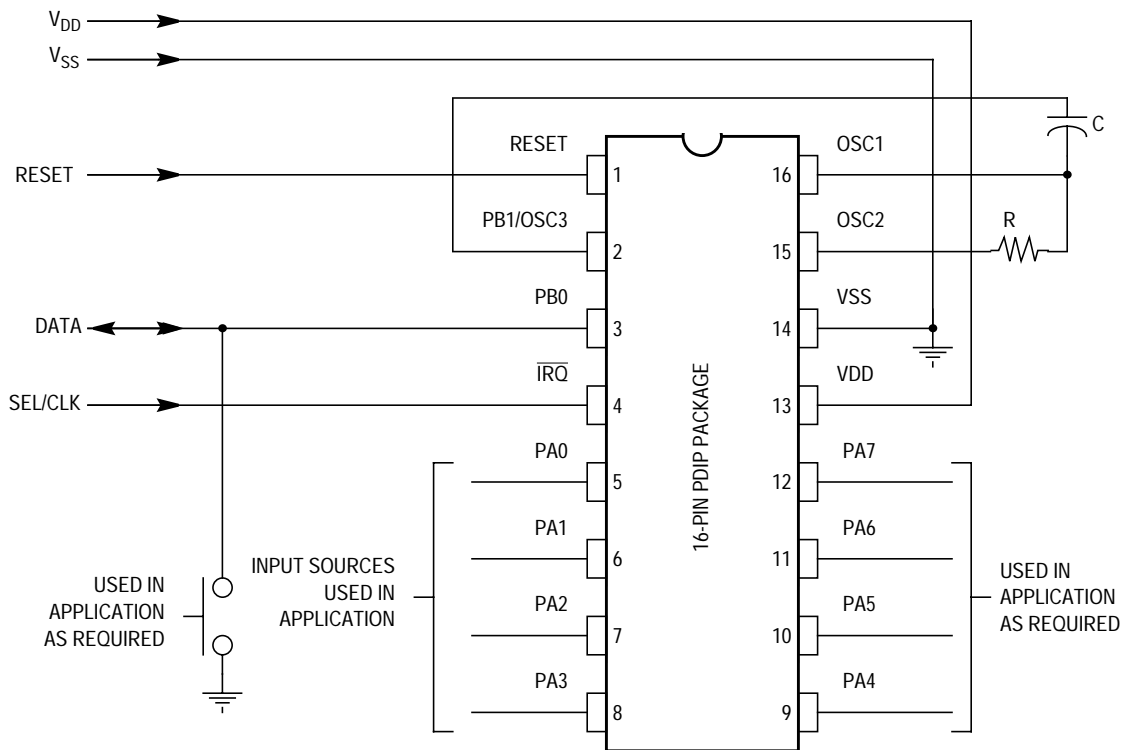 VDD
VSS
C
RESET
OSC1
RESET
1
16
PB1/OSC3
OSC2
R
2
15
PB0
VSS
DATA
3
14
IRQ
VDD
SEL/CLK
4
13
16-PIN PDIP PACKAGE
PA0
PA7
5
12
PA1
PA6
6
11
INPUT SOURCES
USED IN
APPLICATION
USED IN
APPLICATION
AS REQUIRED
USED IN
APPLICATION
AS REQUIRED
PA2
PA5
7
10
PA3
PA4
8
9